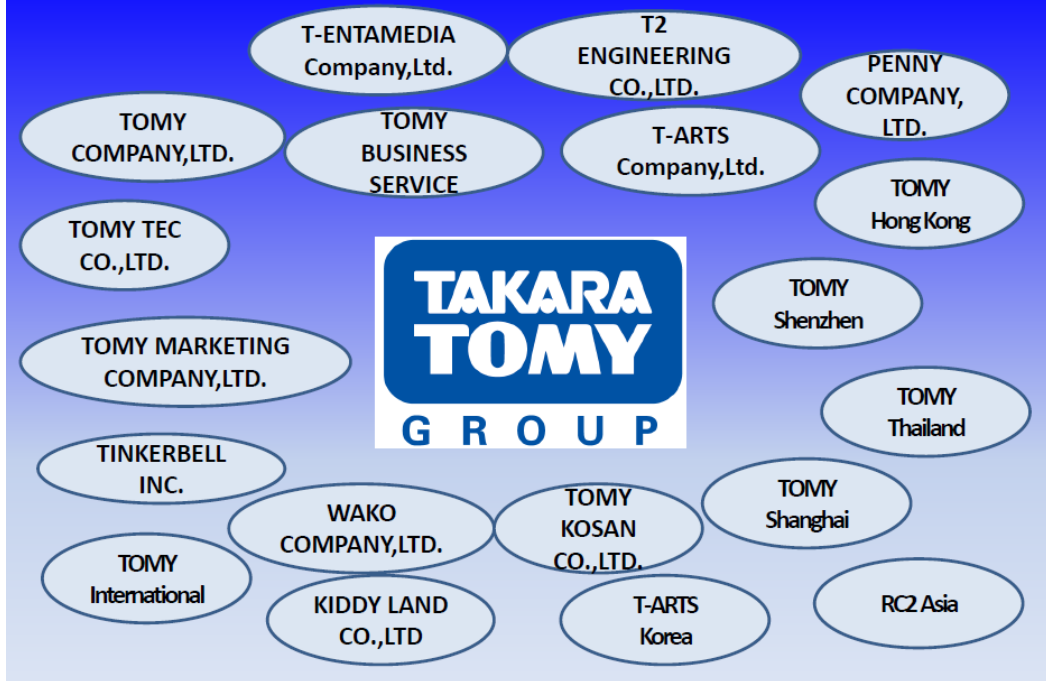 T-ENTAMEDIA
Company,Ltd.
T2
ENGINEERING
CO.,LTD.
PENNY
COMPANY,
LTD.
TOMY
COMPANY,LTD.
TOMY
BUSINESS
SERVICE
T-ARTS
Company,Ltd.
TOMY
Hong Kong
TOMY TEC
CO.,LTD.
TAKARA
TOMY
GROUP
TOMY
Shenzhen
TOMY MARKETING
COMPANY,LTD.
TOMY
Thailand
TINKERBELL
INC.
WAKO
COMPANY,LTD.
TOMY
KOSAN
CO.,LTD.
TOMY
Shanghai
TOMY
International
KIDDY LAND
CO.,LTD
T-ARTS
Korea
RC2 Asia